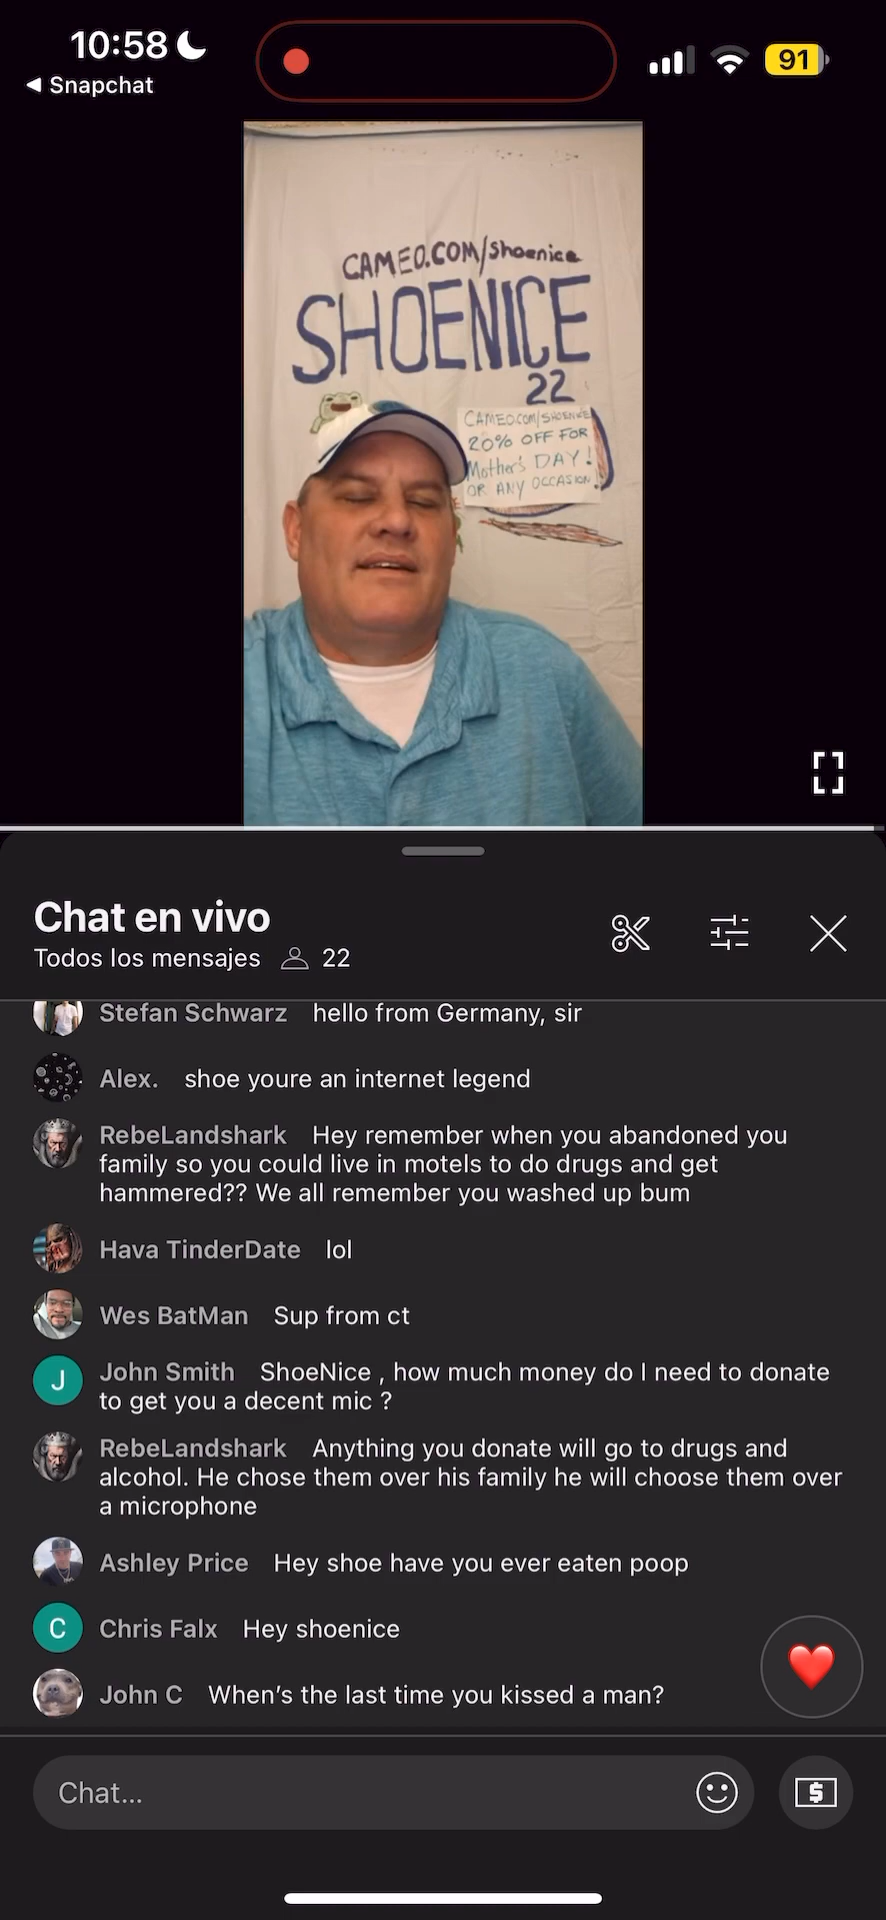 10:58
91
◀ Snapchat
CAMEO.COM/shoenice
SHOENICE
22
CAMEO.COM/SHOENICE
20% OFF FOR
Mother's DAY!
OR ANY OCCASION!
Chat en vivo
Todos los mensajes 22
Stefan Schwarz hello from Germany, sir
Alex. shoe youre an internet legend
RebeLandshark Hey remember when you abandoned you
family so you could live in motels to do drugs and get
hammered?? We all remember you washed up bum
Hava TinderDate lol
Wes BatMan Sup from ct
J
John Smith ShoeNice , how much money do I need to donate
to get you a decent mic ?
RebeLandshark Anything you donate will go to drugs and
alcohol. He chose them over his family he will choose them over
a microphone
Ashley Price Hey shoe have you ever eaten poop
C
Chris Falx Hey shoenice
John C When’s the last time you kissed a man?
Chat...
$